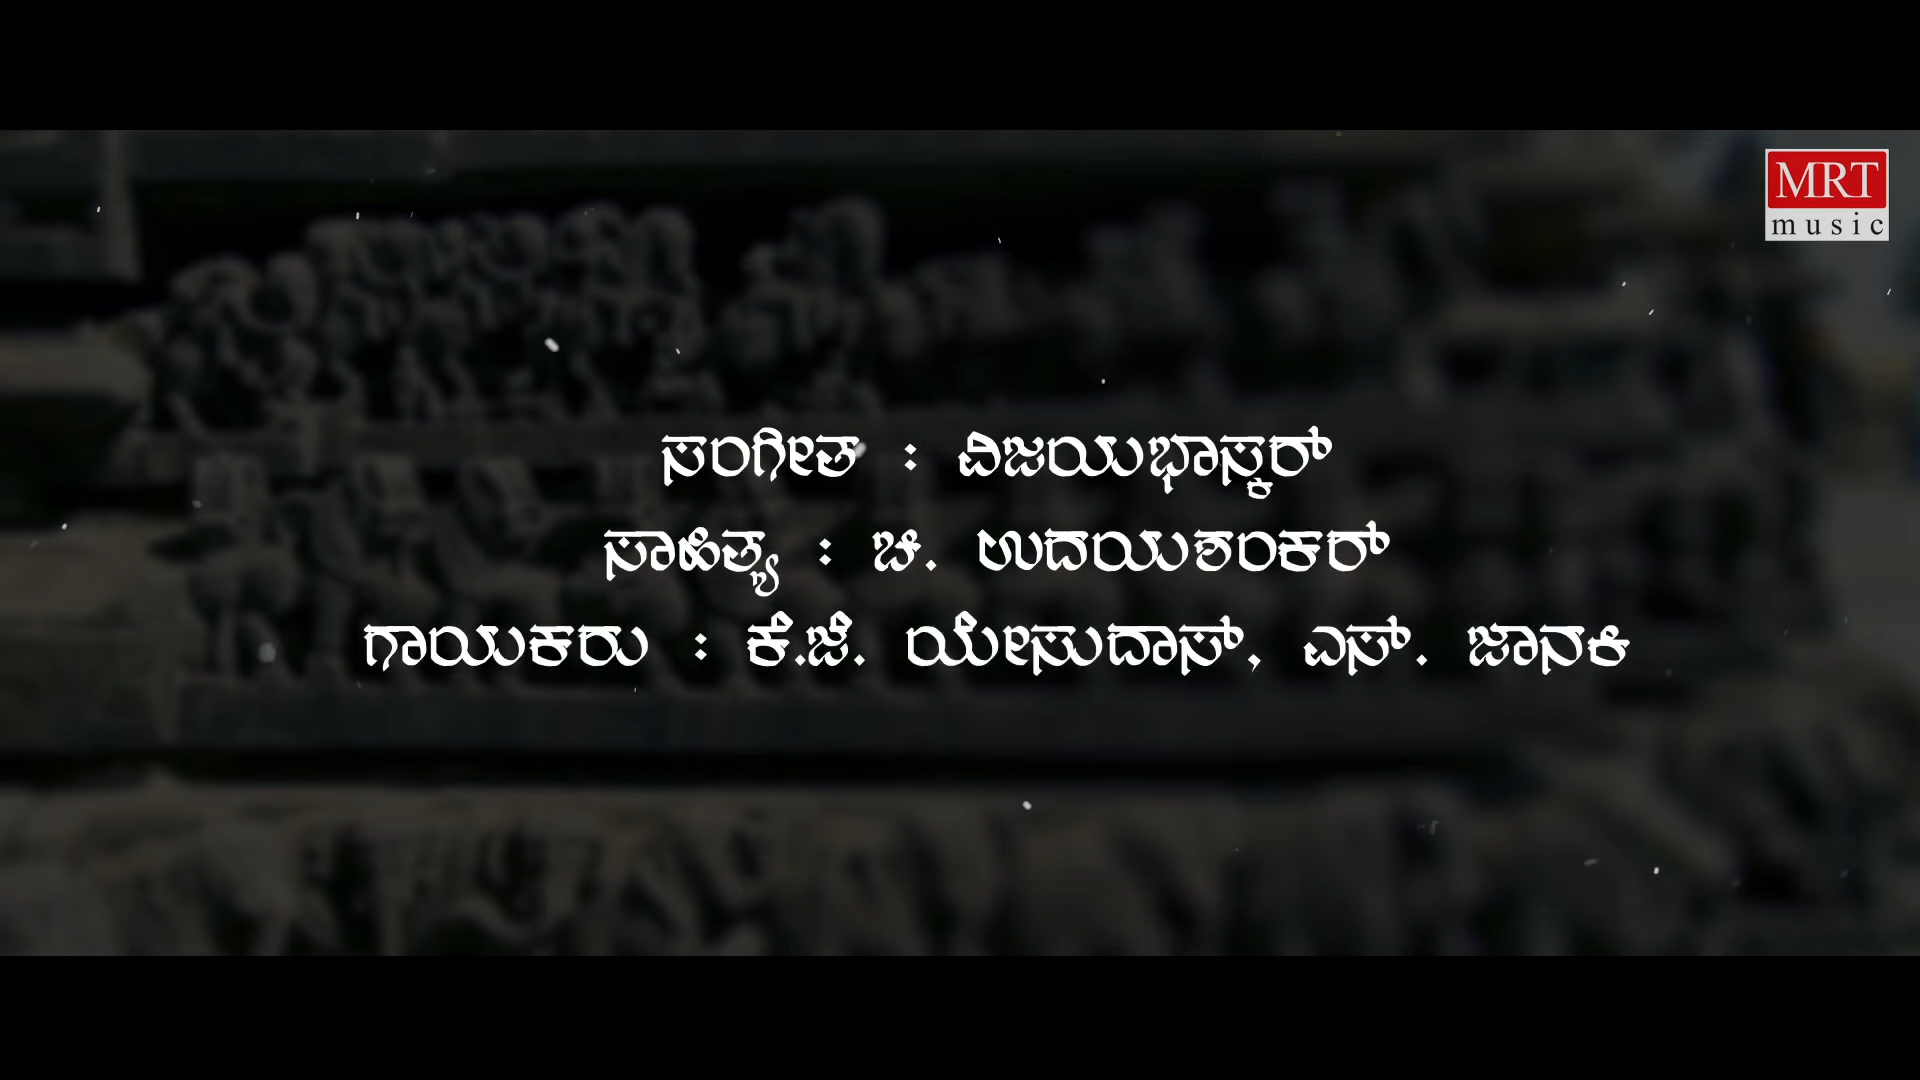 MRT
music
ಸಂಗೀತ : ವಿಜಯಭಾಸ್ಕರ್
ಸಾಹಿತ್ಯ : ಚಿ. ಉದಯಶಂಕರ್
ಗಾಯಕರು : ಕೆ.ಜೆ. ಯೇಸುದಾಸ್, ಎಸ್. ಜಾನಕಿ